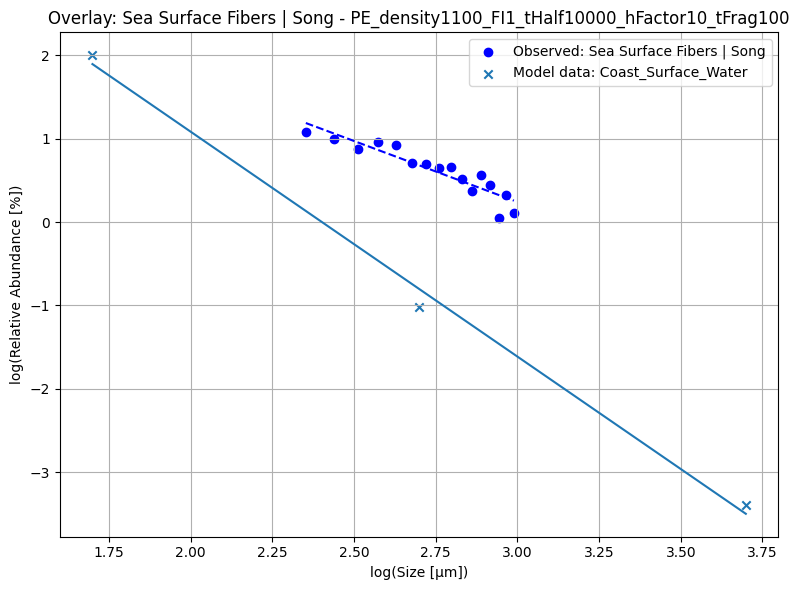 Overlay: Sea Surface Fibers | Song - PE_density1100_FI1_tHalf10000_hFactor10_tFrag100
Observed: Sea Surface Fibers | Song
Model data: Coast_Surface_Water
log(Relative Abundance [%])
2
1
0
−1
−2
−3
1.75 2.00 2.25 2.50 2.75 3.00 3.25 3.50 3.75
log(Size [µm])